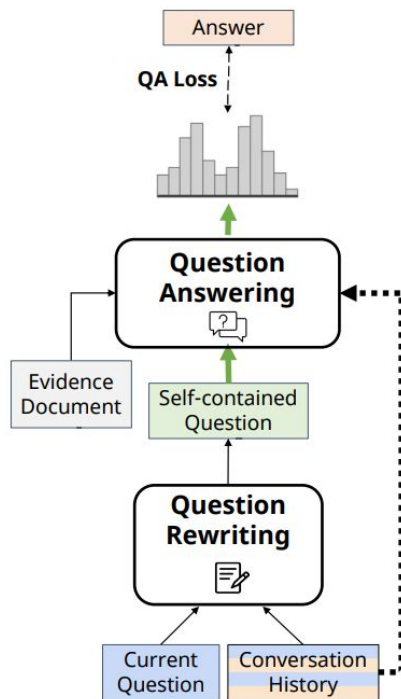 Answer
QA Loss
Question
Answering
?
Evidence
Document
Self-contained
Question
Question
Rewriting
Current
Question
Conversation
History